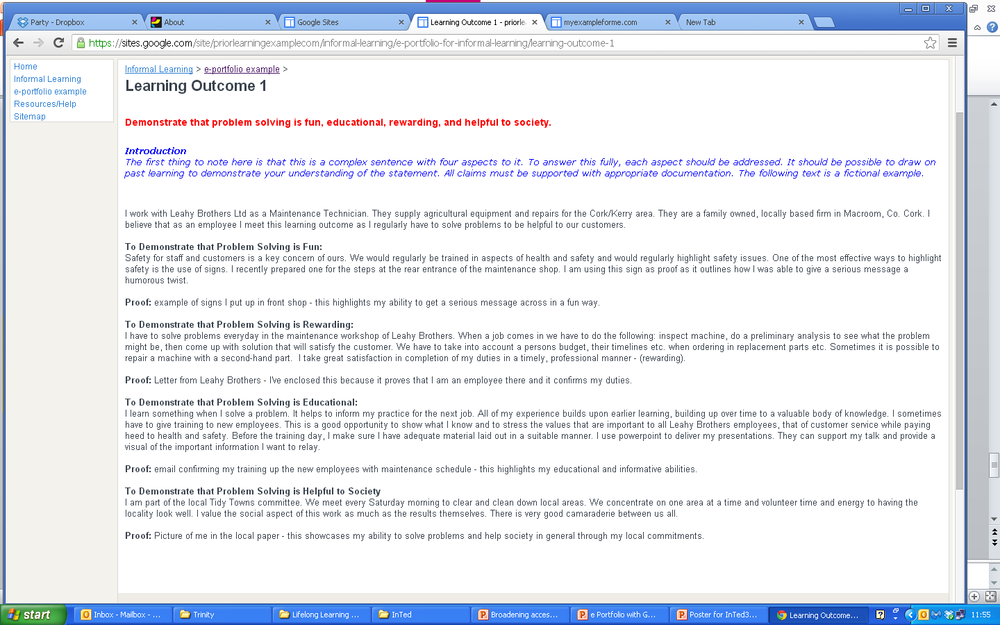 Party - Dropbox
About
Google Sites
Learning Outcome 1 - priorle
myexampleforme.com
New Tab
https://sites.google.com/site/priorlearningexamplecom/informal-learning/e-portfolio-for-informal-learning/learning-outcome-1
Home
Informal Learning
e-portfolio example
Resources/Help
Sitemap
Informal Learning > e-portfolio example >
Learning Outcome 1
Demonstrate that problem solving is fun, educational, rewarding, and helpful to society.
Introduction
The first thing to note here is that this is a complex sentence with four aspects to it. To answer this fully, each aspect should be addressed. It should be possible to draw on
past learning to demonstrate your understanding of the statement. All claims must be supported with appropriate documentation. The following text is a fictional example.
I work with Leahy Brothers Ltd as a Maintenance Technician. They supply agricultural equipment and repairs for the Cork/Kerry area. They are a family owned, locally based firm in Macroom, Co. Cork. I
believe that as an employee I meet this learning outcome as I regularly have to solve problems to be helpful to our customers.
To Demonstrate that Problem Solving is Fun:
Safety for staff and customers is a key concern of ours. We would regularly be trained in aspects of health and safety and would regularly highlight safety issues. One of the most effective ways to highlight
safety is the use of signs. I recently prepared one for the steps at the rear entrance of the maintenance shop. I am using this sign as proof as it outlines how I was able to give a serious message a
humorous twist.
Proof: example of signs I put up in front shop - this highlights my ability to get a serious message across in a fun way.
To Demonstrate that Problem Solving is Rewarding:
I have to solve problems everyday in the maintenance workshop of Leahy Brothers. When a job comes in we have to do the following: inspect machine, do a preliminary analysis to see what the problem
might be, then come up with solution that will satisfy the customer. We have to take into account a persons budget, their timelines etc. when ordering in replacement parts etc. Sometimes it is possible to
repair a machine with a second-hand part. I take great satisfaction in completion of my duties in a timely, professional manner - (rewarding).
Proof: Letter from Leahy Brothers - I've enclosed this because it proves that I am an employee there and it confirms my duties.
To Demonstrate that Problem Solving is Educational:
I learn something when I solve a problem. It helps to inform my practice for the next job. All of my experience builds upon earlier learning, building up over time to a valuable body of knowledge. I sometimes
have to give training to new employees. This is a good opportunity to show what I know and to stress the values that are important to all Leahy Brothers employees, that of customer service while paying
heed to health and safety. Before the training day, I make sure I have adequate material laid out in a suitable manner. I use powerpoint to deliver my presentations. They can support my talk and provide a
visual of the important information I want to relay.
Proof: email confirming my training up the new employees with maintenance schedule - this highlights my educational and informative abilities.
To Demonstrate that Problem Solving is Helpful to Society
I am part of the local Tidy Towns committee. We meet every Saturday morning to clear and clean down local areas. We concentrate on one area at a time and volunteer time and energy to having the
locality look well. I value the social aspect of this work as much as the results themselves. There is very good camaraderie between us all.
Proof: Picture of me in the local paper - this showcases my ability to solve problems and help society in general through my local commitments.
start
Inbox - Mailbox - ...
Trinity
Lifelong Learning ...
InTed
Broadening acces...
e Portfolio with G...
Poster for InTed3...
Learning Outcome...
11:55